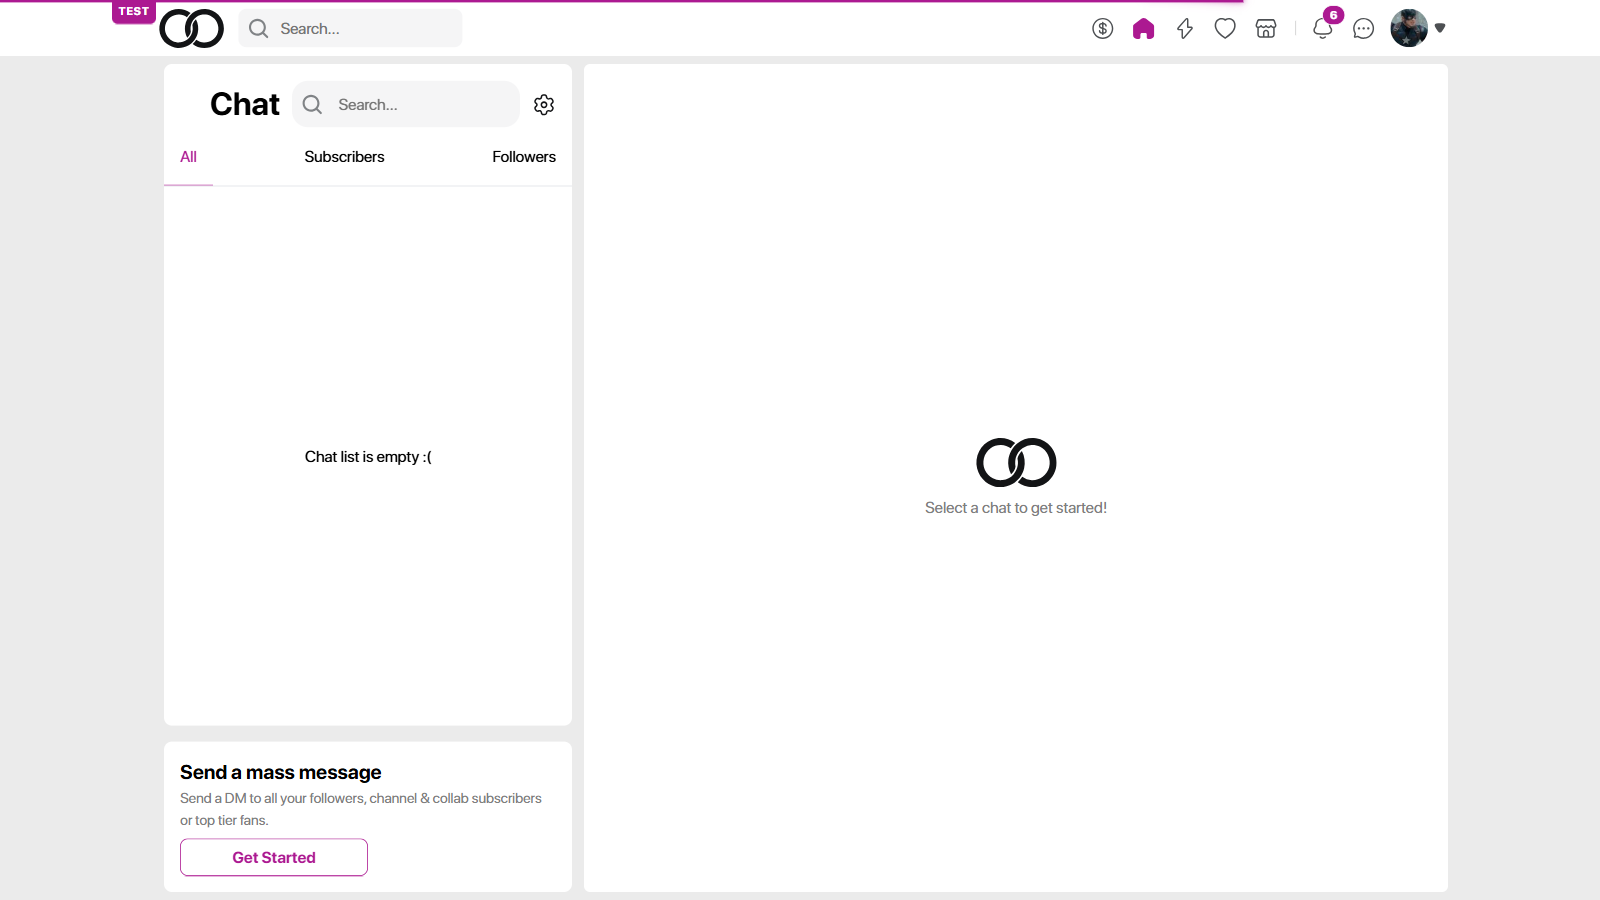 TEST
Search...
6
Chat
Search...
All
Subscribers
Followers
Chat list is empty :(
Select a chat to get started!
Send a mass message
Send a DM to all your followers, channel & collab subscribers
or top tier fans.
Get Started